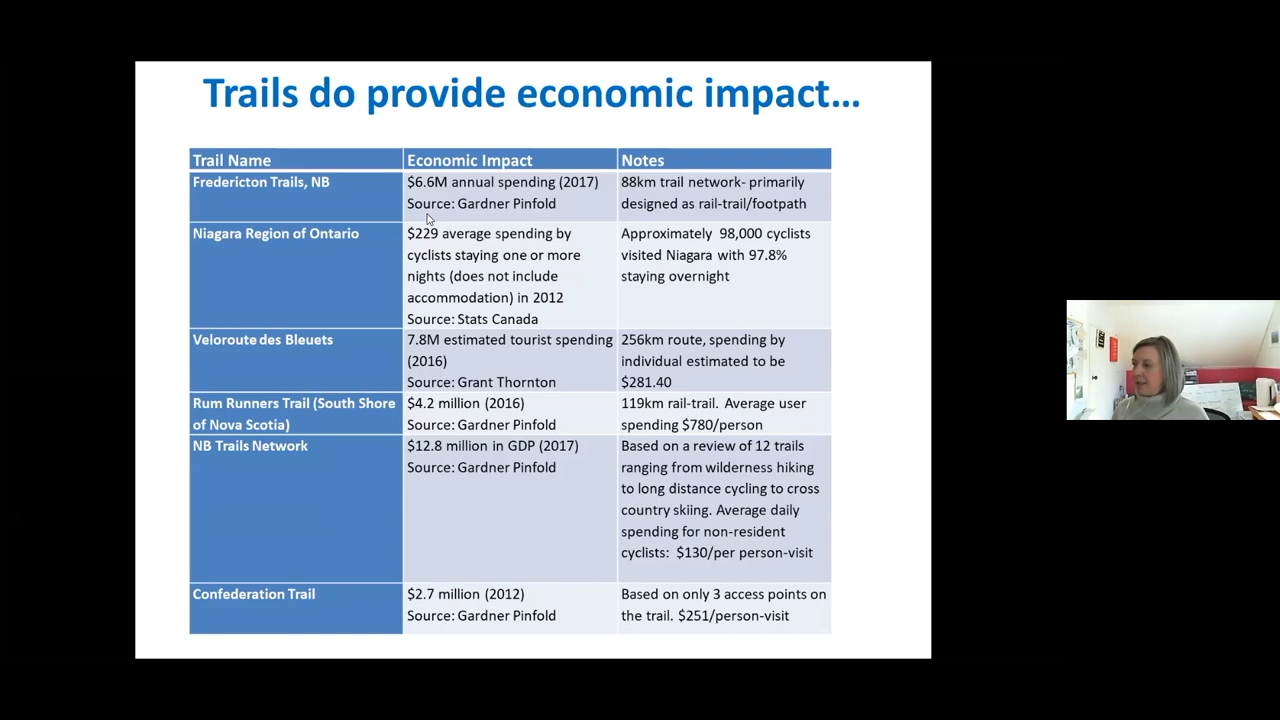 Trails do provide economic impact...
Trail Name
Economic Impact
Notes
Fredericton Trails, NB
$6.6M annual spending (2017)
Source: Gardner Pinfold
88km trail network- primarily
designed as rail-trail/footpath
Niagara Region of Ontario
$229 average spending by
cyclists staying one or more
nights (does not include
accommodation) in 2012
Source: Stats Canada
Approximately 98,000 cyclists
visited Niagara with 97.8%
staying overnight
Veloroute des Bleuets
7.8M estimated tourist spending
(2016)
Source: Grant Thornton
256km route, spending by
individual estimated to be
$281.40
Rum Runners Trail (South Shore
of Nova Scotia)
$4.2 million (2016)
Source: Gardner Pinfold
119km rail-trail. Average user
spending $780/person
NB Trails Network
$12.8 million in GDP (2017)
Source: Gardner Pinfold
Based on a review of 12 trails
ranging from wilderness hiking
to long distance cycling to cross
country skiing. Average daily
spending for non-resident
cyclists: $130/per person-visit
Confederation Trail
$2.7 million (2012)
Source: Gardner Pinfold
Based on only 3 access points on
the trail. $251/person-visit